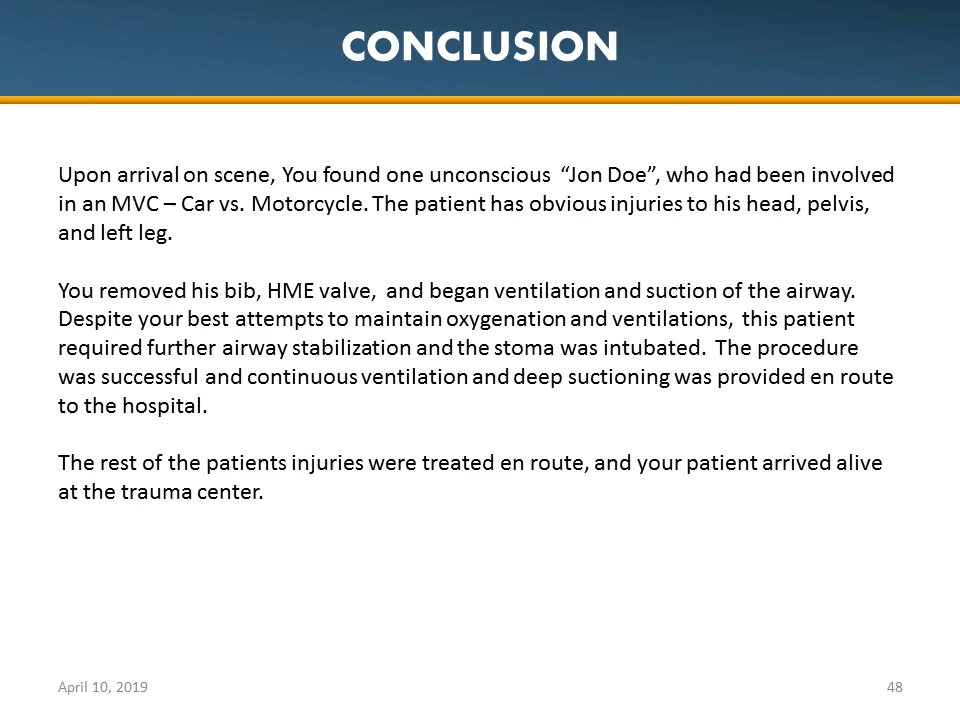 CONCLUSION
Upon arrival on scene, You found one unconscious “Jon Doe”, who had been involved
in an MVC – Car vs. Motorcycle. The patient has obvious injuries to his head, pelvis,
and left leg.
You removed his bib, HME valve, and began ventilation and suction of the airway.
Despite your best attempts to maintain oxygenation and ventilations, this patient
required further airway stabilization and the stoma was intubated. The procedure
was successful and continuous ventilation and deep suctioning was provided en route
to the hospital.
The rest of the patients injuries were treated en route, and your patient arrived alive
at the trauma center.
April 10, 2019
48